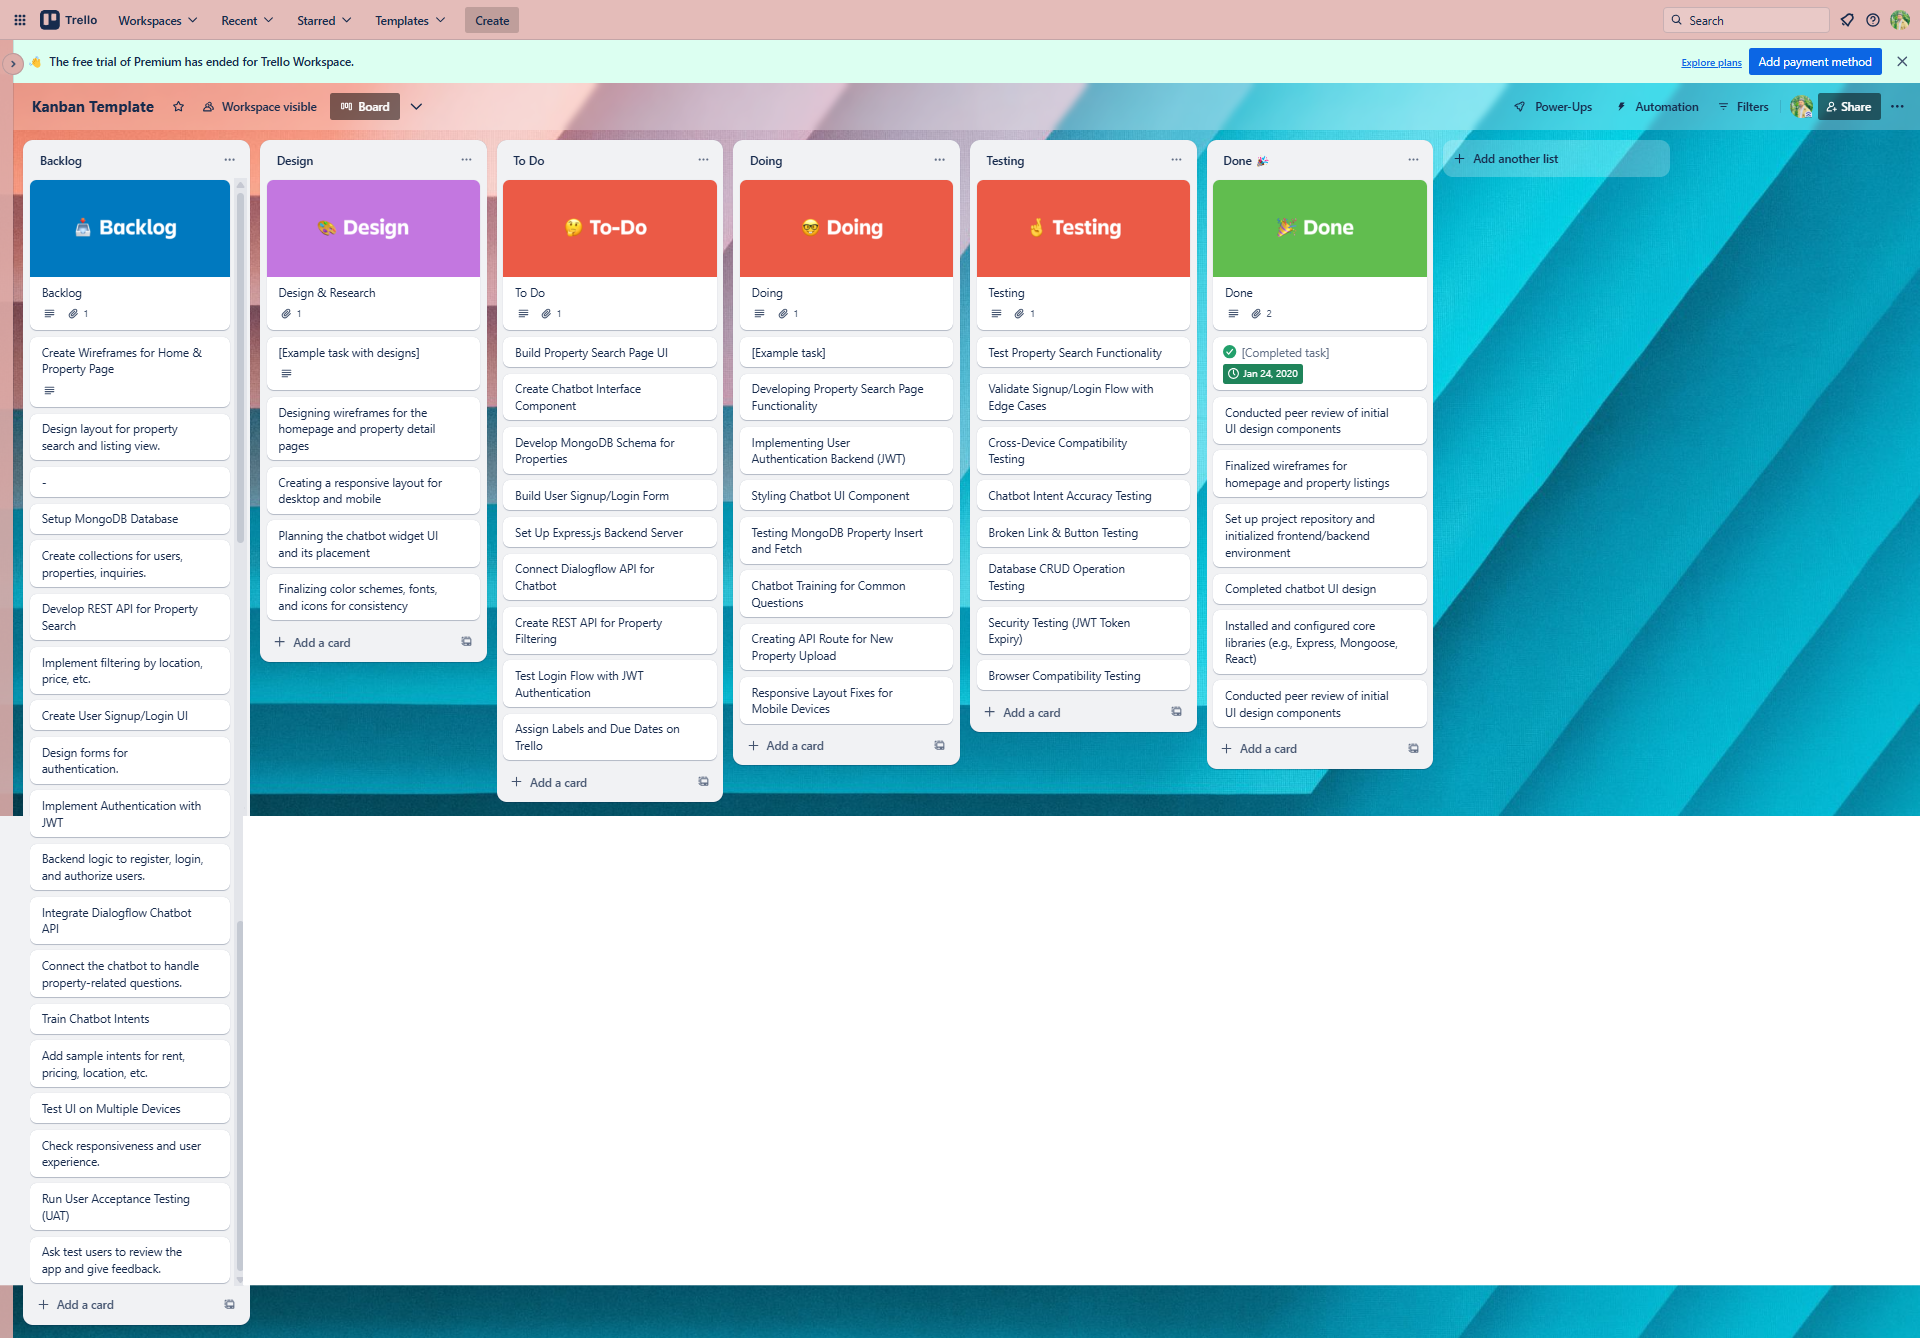 Trello
Workspaces
Recent
Starred
Templates
Create
Search
The free trial of Premium has ended for Trello Workspace.
Explore plans
Add payment method
Kanban Template
Workspace visible
Board
Power-Ups
Automation
Filters
Share
Backlog
Backlog
Backlog
1
Create Wireframes for Home &
Property Page
Design layout for property
search and listing view.
-
Setup MongoDB Database
Create collections for users,
properties, inquiries.
Develop REST API for Property
Search
Implement filtering by location,
price, etc.
Create User Signup/Login UI
Design forms for
authentication.
Implement Authentication with
JWT
Backend logic to register, login,
and authorize users.
Integrate Dialogflow Chatbot
API
Connect the chatbot to handle
property-related questions.
Train Chatbot Intents
Add sample intents for rent,
pricing, location, etc.
Test UI on Multiple Devices
Check responsiveness and user
experience.
Run User Acceptance Testing
(UAT)
Ask test users to review the
app and give feedback.
Add a card
Design
Design
Design & Research
1
[Example task with designs]
Designing wireframes for the
homepage and property detail
pages
Creating a responsive layout for
desktop and mobile
Planning the chatbot widget UI
and its placement
Finalizing color schemes, fonts,
and icons for consistency
Add a card
To Do
To-Do
To Do
1
Build Property Search Page UI
Create Chatbot Interface
Component
Develop MongoDB Schema for
Properties
Build User Signup/Login Form
Set Up Express.js Backend Server
Connect Dialogflow API for
Chatbot
Create REST API for Property
Filtering
Test Login Flow with JWT
Authentication
Assign Labels and Due Dates on
Trello
Add a card
Doing
Doing
Doing
1
[Example task]
Developing Property Search Page
Functionality
Implementing User
Authentication Backend (JWT)
Styling Chatbot UI Component
Testing MongoDB Property Insert
and Fetch
Chatbot Training for Common
Questions
Creating API Route for New
Property Upload
Responsive Layout Fixes for
Mobile Devices
Add a card
Testing
Testing
Testing
1
Test Property Search Functionality
Validate Signup/Login Flow with
Edge Cases
Cross-Device Compatibility
Testing
Chatbot Intent Accuracy Testing
Broken Link & Button Testing
Database CRUD Operation
Testing
Security Testing (JWT Token
Expiry)
Browser Compatibility Testing
Add a card
Done
Done
Done
2
[Completed task]
Jan 24, 2020
Conducted peer review of initial
UI design components
Finalized wireframes for
homepage and property listings
Set up project repository and
initialized frontend/backend
environment
Completed chatbot UI design
Installed and configured core
libraries (e.g., Express, Mongoose,
React)
Conducted peer review of initial
UI design components
Add a card
Add another list